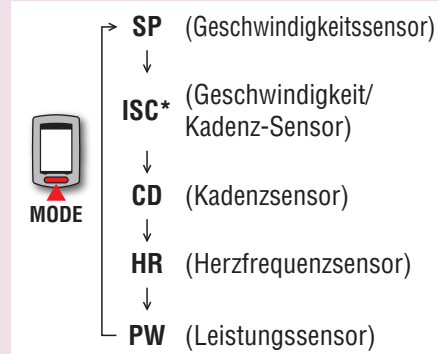 SP (Geschwindigkeitssensor)
ISC* (Geschwindigkeit/
Kadenz-Sensor)
MODE
CD (Kadenzsensor)
HR (Herzfrequenzsensor)
PW (Leistungssensor)